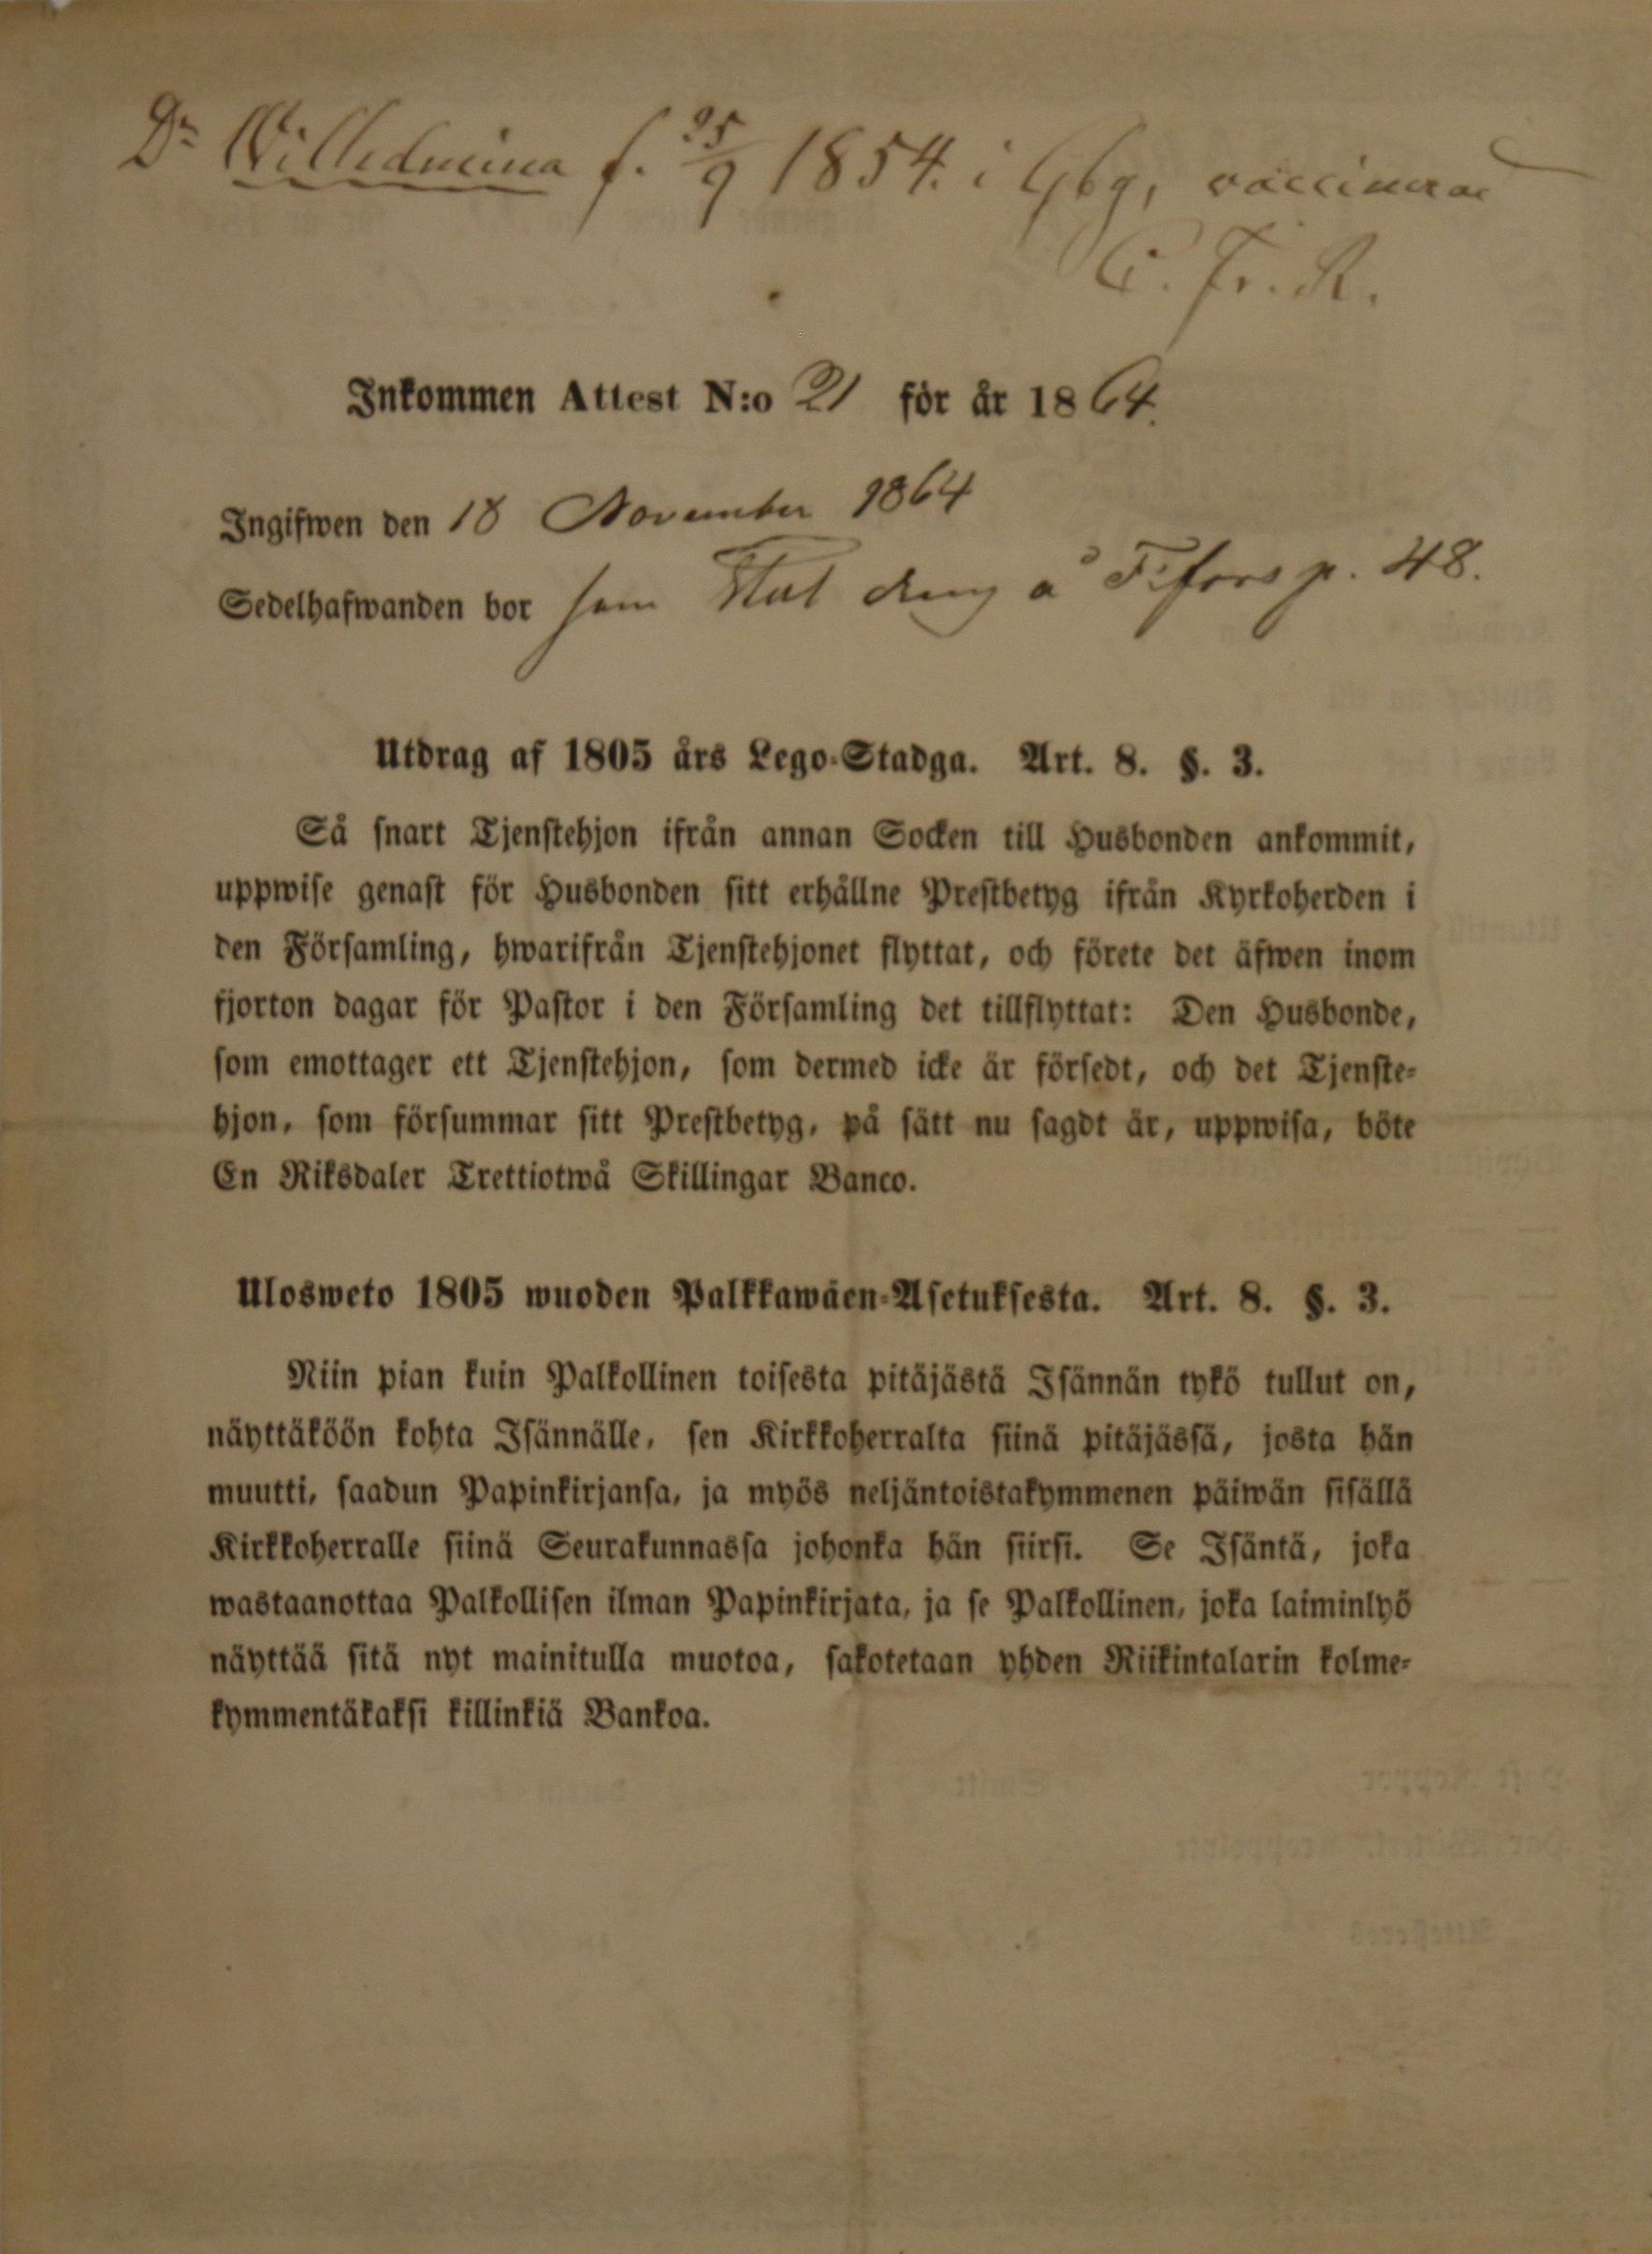 Dr Wilhelmina f. 25/9 1854. i Gbg, vaccinerad
C. Fr. R.
Inkommen Attest N:o 21 för år 1864.
Ingifwen den 18 November 1864
Sedelhafwanden bor som Stat dreng å Fifors p. 48.
Utdrag af 1805 års Lego-Stadga. Art. 8. §. 3.
Så snart Tjenstehjon ifrån annan Socken till Husbonden ankommit,
uppwise genast för Husbonden sitt erhållne Prestbetyg ifrån Kyrkoherden i
den Församling, hwarifrån Tjenstehjonet flyttat, och förete det äfwen inom
fjorton dagar för Pastor i den Församling det tillflyttat: Den Husbonde,
som emottager ett Tjenstehjon, som dermed icke är försedt, och det Tjenste-
hjon, som försummar sitt Prestbetyg, på sätt nu sagdt är, uppwisa, böte
En Riksdaler Trettiotwå Skillingar Banco.
Ulosweto 1805 wuoden Palkkawäen-Asetuksesta. Art. 8. §. 3.
Niin pian kuin Palkollinen toisesta pitäjästä Isännän tykö tullut on,
näyttäköön kohta Isännälle, sen Kirkkoherralta siinä pitäjässä, josta hän
muutti, saadun Papinkirjansa, ja myös neljäntoistakymmenen päiwän sisällä
Kirkkoherralle siinä Seurakunnassa johonka hän siirsi. Se Isäntä, joka
wastaanottaa Palkollisen ilman Papinkirjata, ja se Palkollinen, joka laiminlyö
näyttää sitä nyt mainitulla muotoa, sakotetaan yhden Riikintalarin kolme-
kymmentäkaksi killinkiä Bankoa.